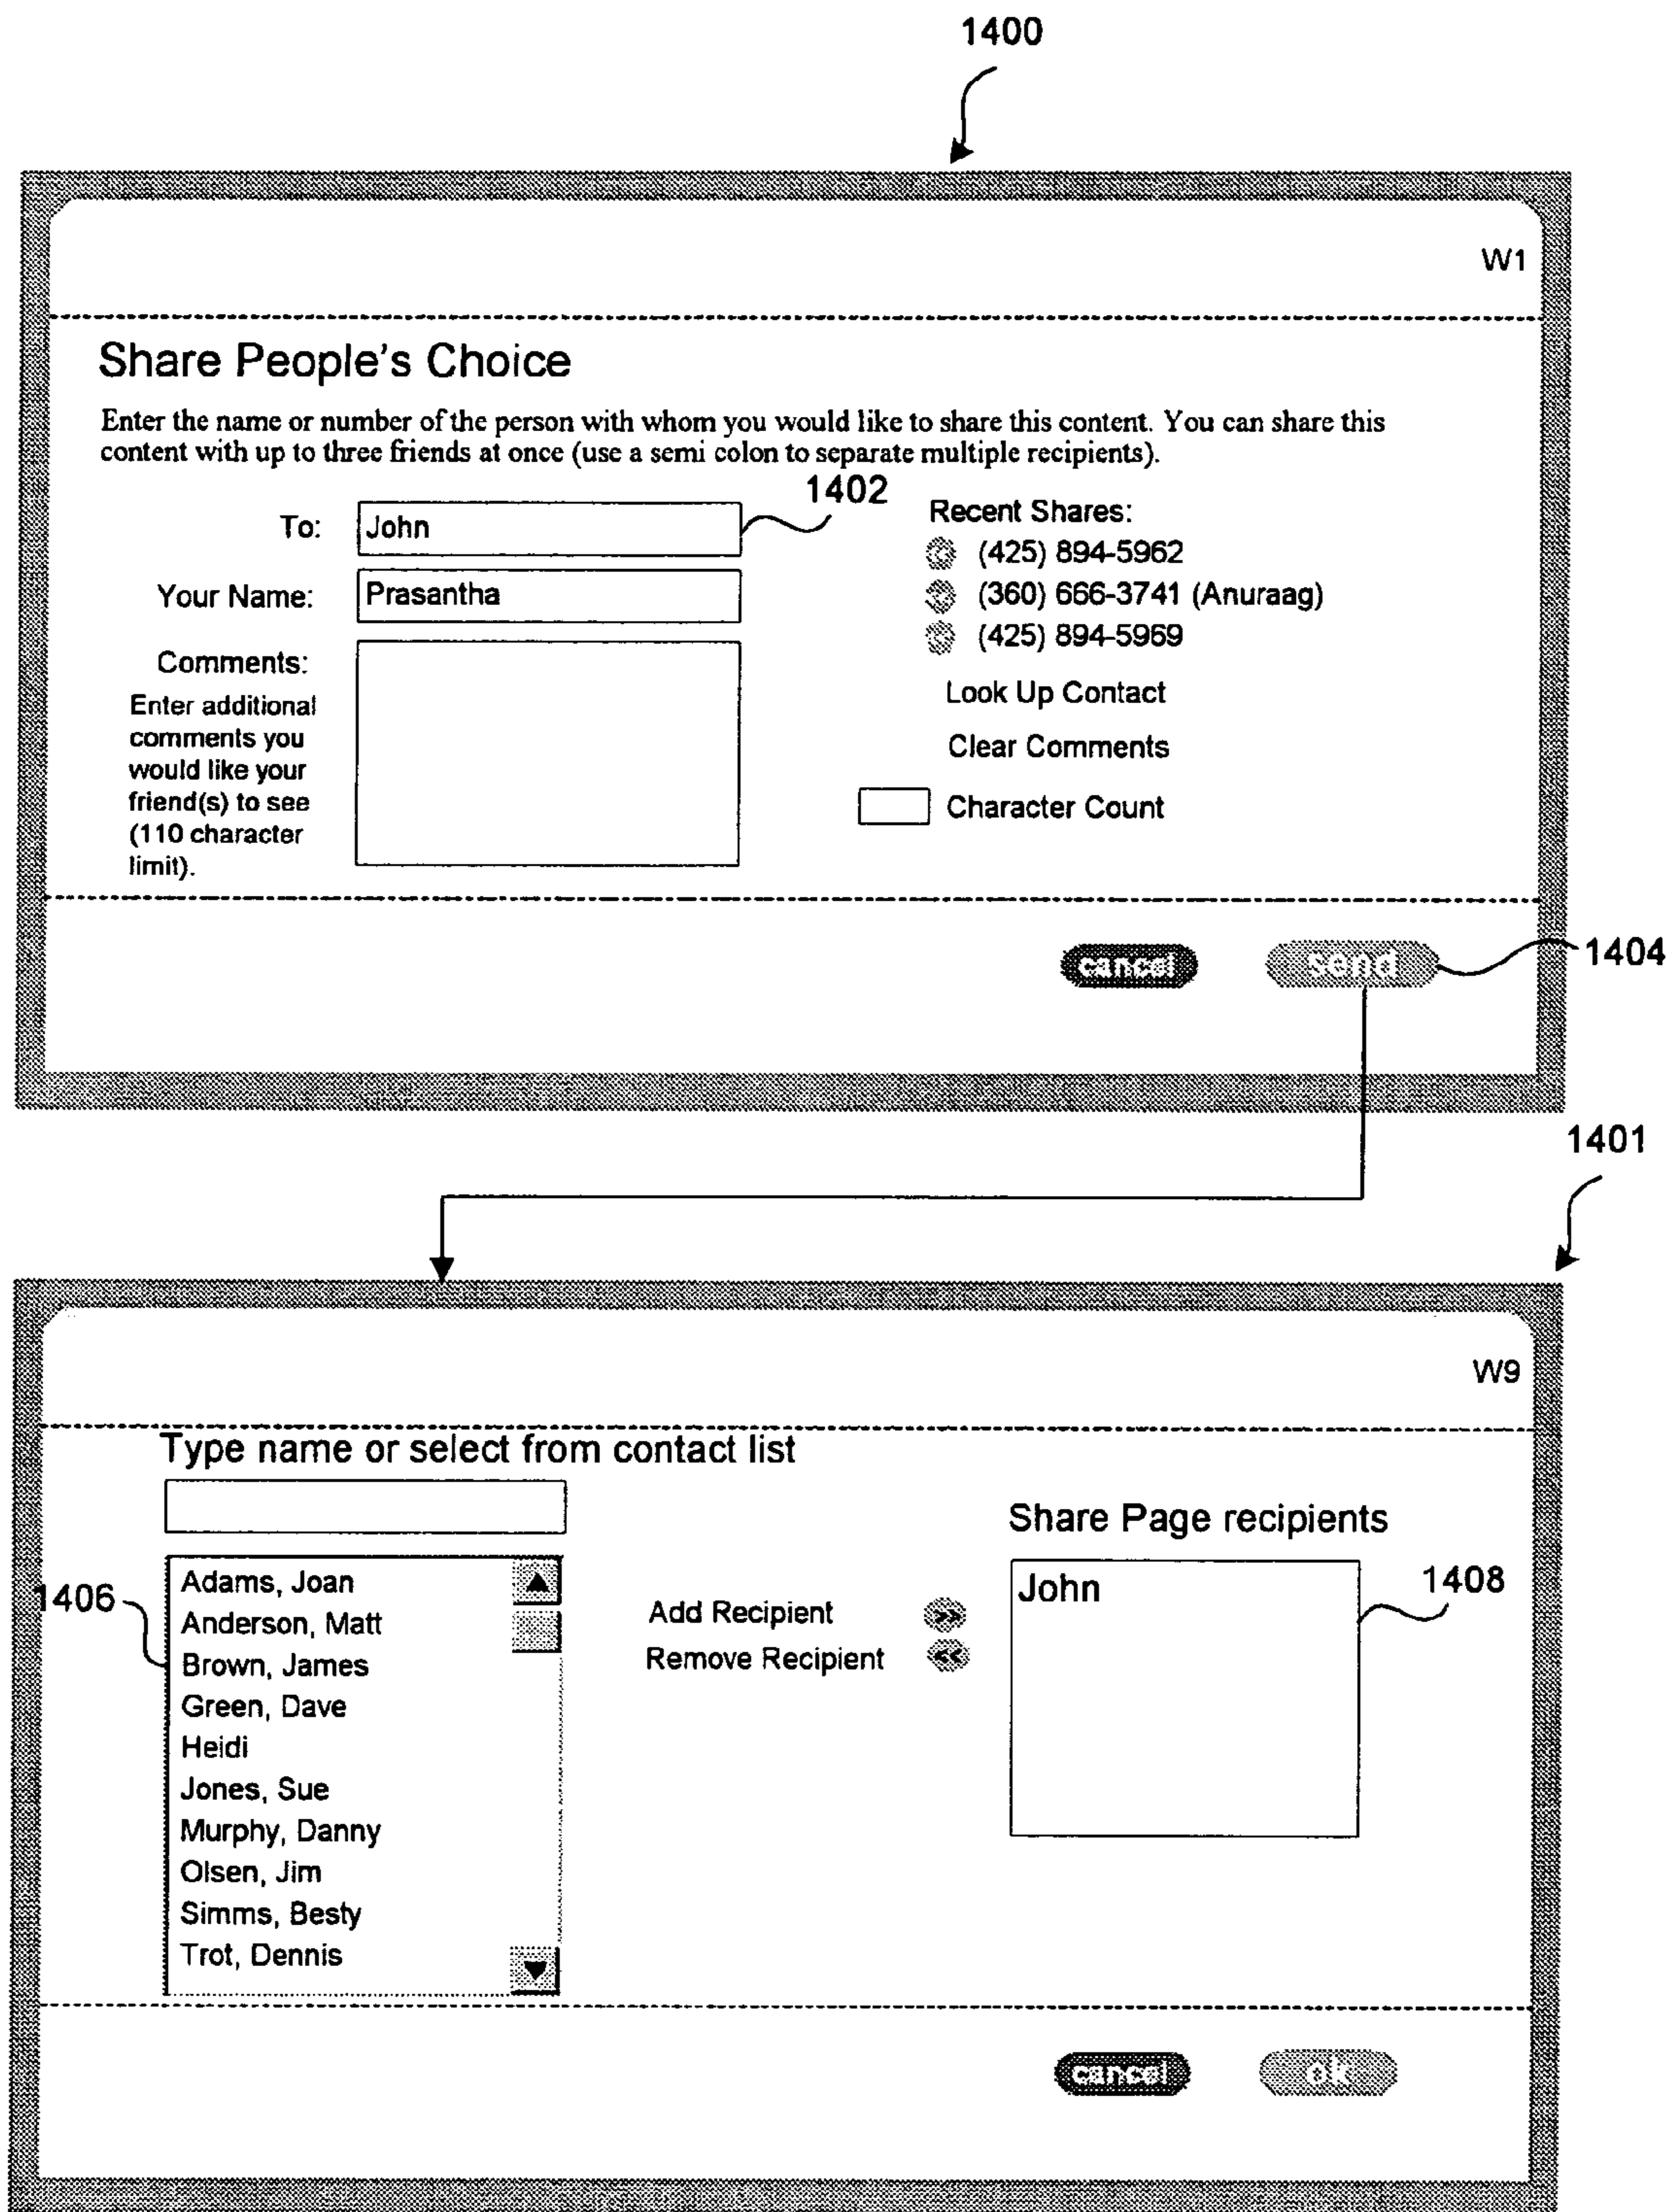 1400
W1
Share People's Choice
Enter the name or number of the person with whom you would like to share this content. You can share this
content with up to three friends at once (use a semi colon to separate multiple recipients).
To:
John
1402
Your Name:
Prasantha
Comments:
Enter additional
comments you
would like your
friend(s) to see
(110 character
limit).
Recent Shares:
(425) 894-5962
(360) 666-3741 (Anuraag)
(425) 894-5969
Look Up Contact
Clear Comments
Character Count
cancel
send
1404
1401
W9
Type name or select from contact list
1406
Adams, Joan
Anderson, Matt
Brown, James
Green, Dave
Heidi
Jones, Sue
Murphy, Danny
Olsen, Jim
Simms, Besty
Trot, Dennis
Add Recipient >>
Remove Recipient <<
Share Page recipients
John
1408
cancel
ok